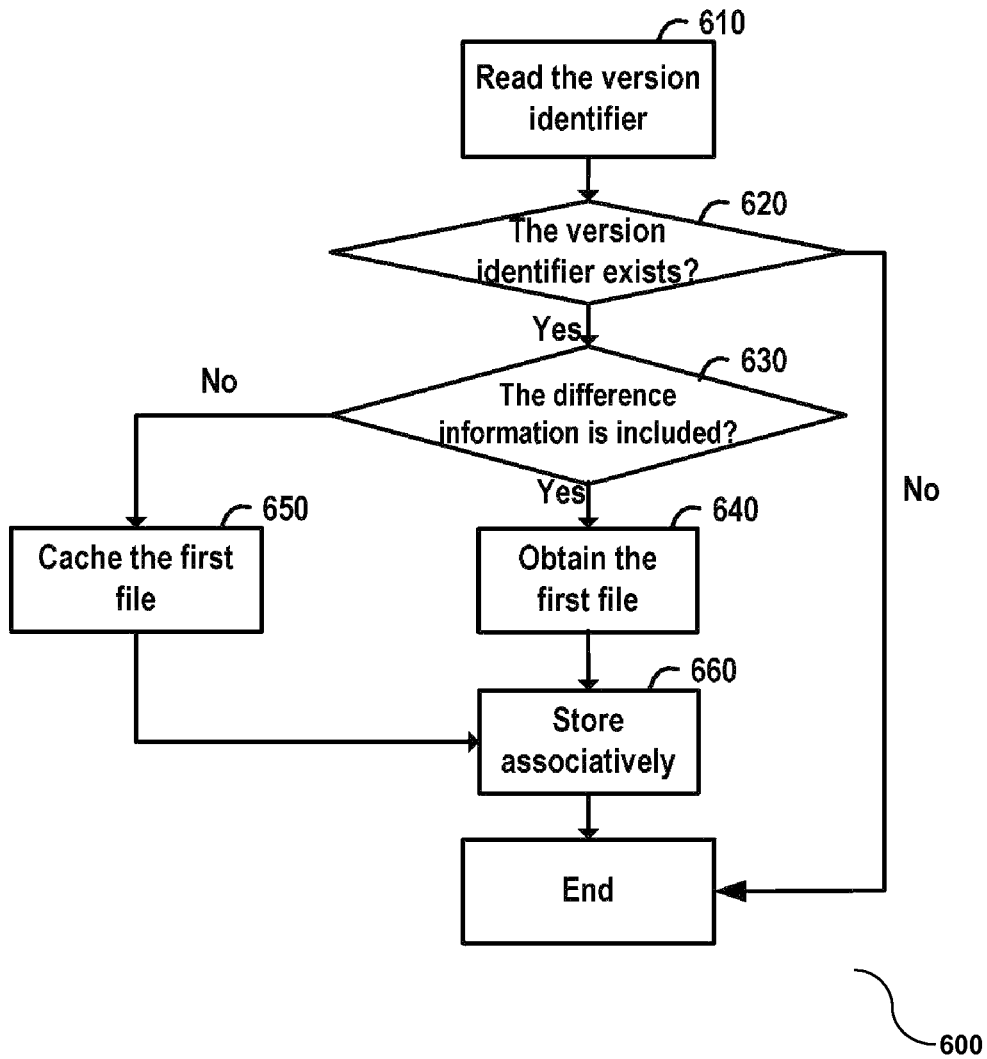 610
Read the version
identifier
620
The version
identifier exists?
Yes
630
No
The difference
information is included?
Yes
No
650
640
Cache the first
file
Obtain the
first file
660
Store
associatively
End
600